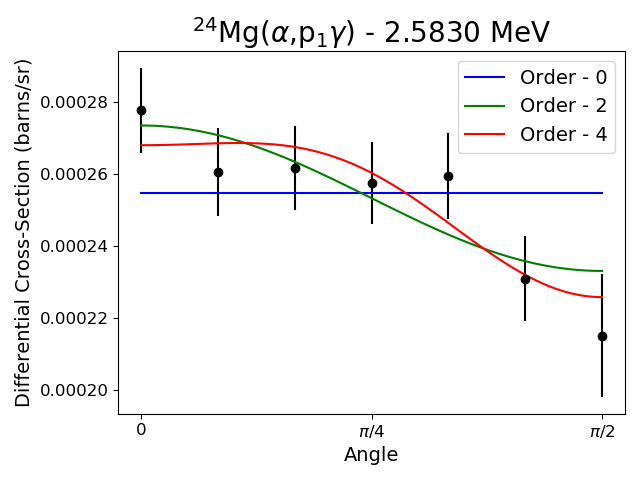 ²⁴Mg(α,p₁γ) - 2.5830 MeV
Differential Cross-Section (barns/sr)
0.00028
0.00026
0.00024
0.00022
0.00020
Order - 0
Order - 2
Order - 4
0
π/4
π/2
Angle